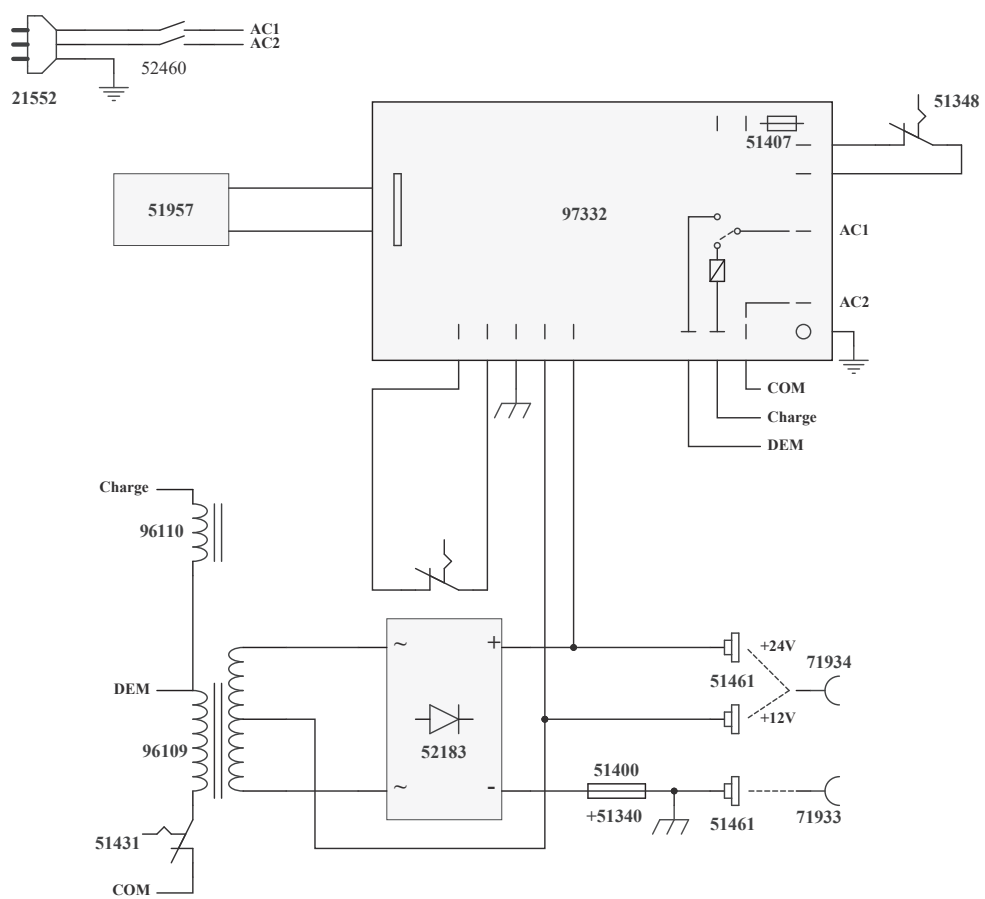 AC1
AC2
52460
21552
51348
51407
51957
97332
AC1
AC2
COM
Charge
DEM
Charge
96110
+
~
+24V
71934
51461
DEM
+12V
96109
52183
51400
~
-
+51340
51461
71933
51431
COM